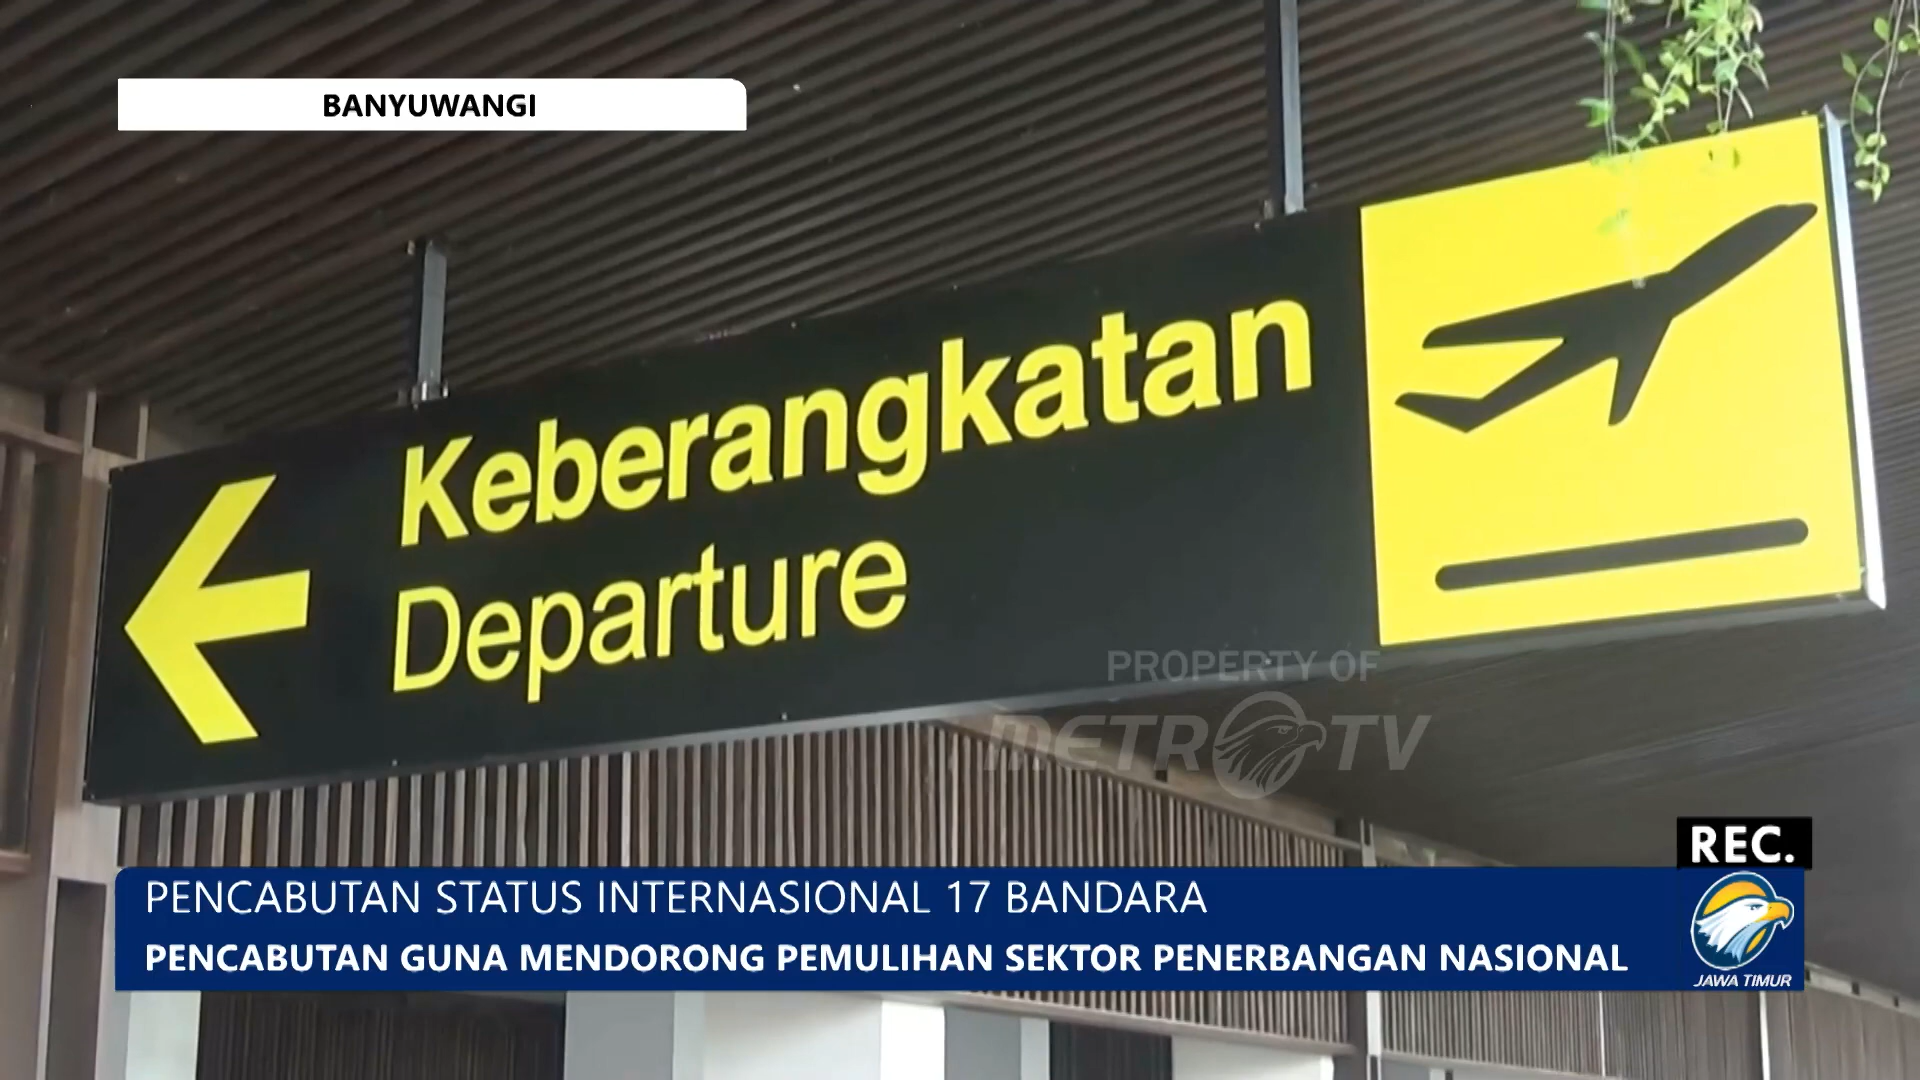 BANYUWANGI
Keberangkatan
Departure
PROPERTY OF
METRO TV
REC.
PENCABUTAN STATUS INTERNASIONAL 17 BANDARA
PENCABUTAN GUNA MENDORONG PEMULIHAN SEKTOR PENERBANGAN NASIONAL
JAWA TIMUR